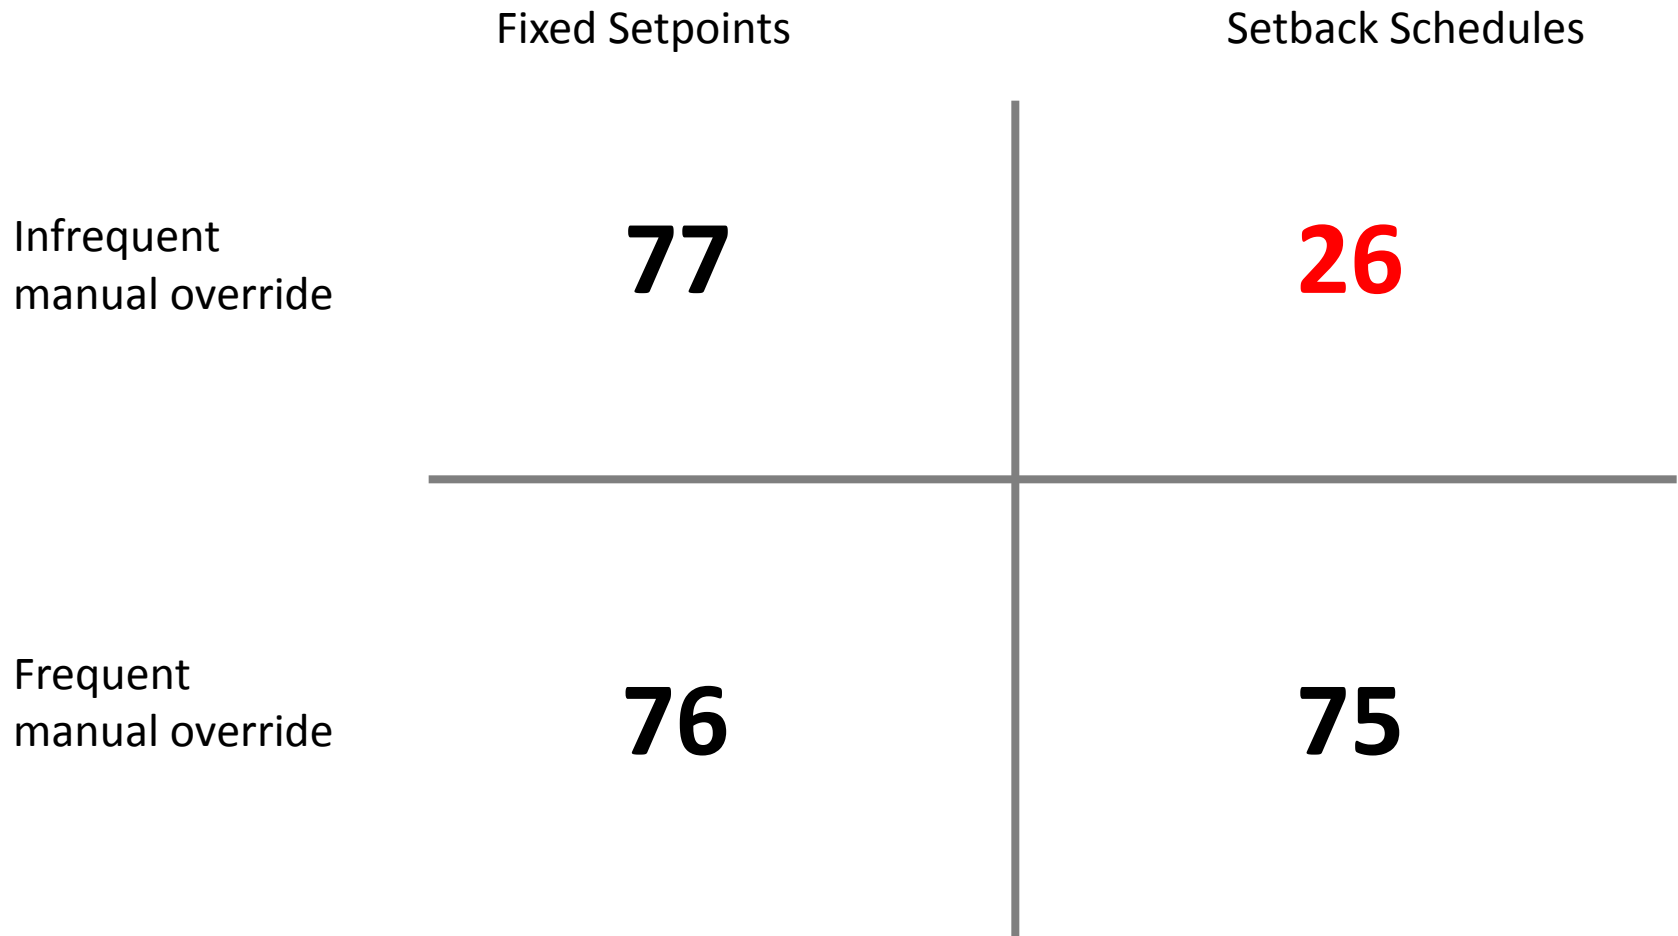 Fixed Setpoints
Setback Schedules
Infrequent
manual override
77
26
Frequent
manual override
76
75